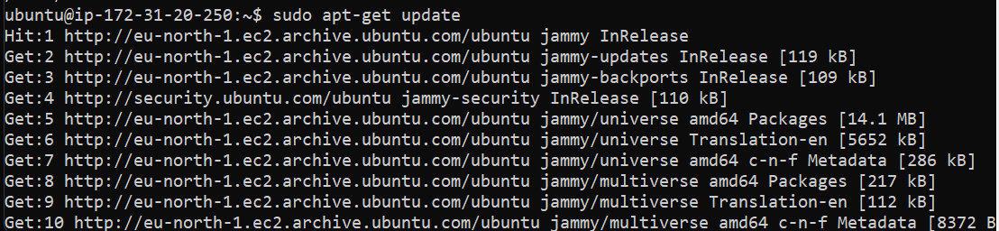 ubuntu@ip-172-31-20-250:~$ sudo apt-get update
Hit:1 http://eu-north-1.ec2.archive.ubuntu.com/ubuntu jammy InRelease
Get:2 http://eu-north-1.ec2.archive.ubuntu.com/ubuntu jammy-updates InRelease [119 kB]
Get:3 http://eu-north-1.ec2.archive.ubuntu.com/ubuntu jammy-backports InRelease [109 kB]
Get:4 http://security.ubuntu.com/ubuntu jammy-security InRelease [110 kB]
Get:5 http://eu-north-1.ec2.archive.ubuntu.com/ubuntu jammy/universe amd64 Packages [14.1 MB]
Get:6 http://eu-north-1.ec2.archive.ubuntu.com/ubuntu jammy/universe Translation-en [5652 kB]
Get:7 http://eu-north-1.ec2.archive.ubuntu.com/ubuntu jammy/universe amd64 c-n-f Metadata [286 kB]
Get:8 http://eu-north-1.ec2.archive.ubuntu.com/ubuntu jammy/multiverse amd64 Packages [217 kB]
Get:9 http://eu-north-1.ec2.archive.ubuntu.com/ubuntu jammy/multiverse Translation-en [112 kB]
Get:10 http://eu-north-1.ec2.archive.ubuntu.com/ubuntu jammy/multiverse amd64 c-n-f Metadata [8372 B